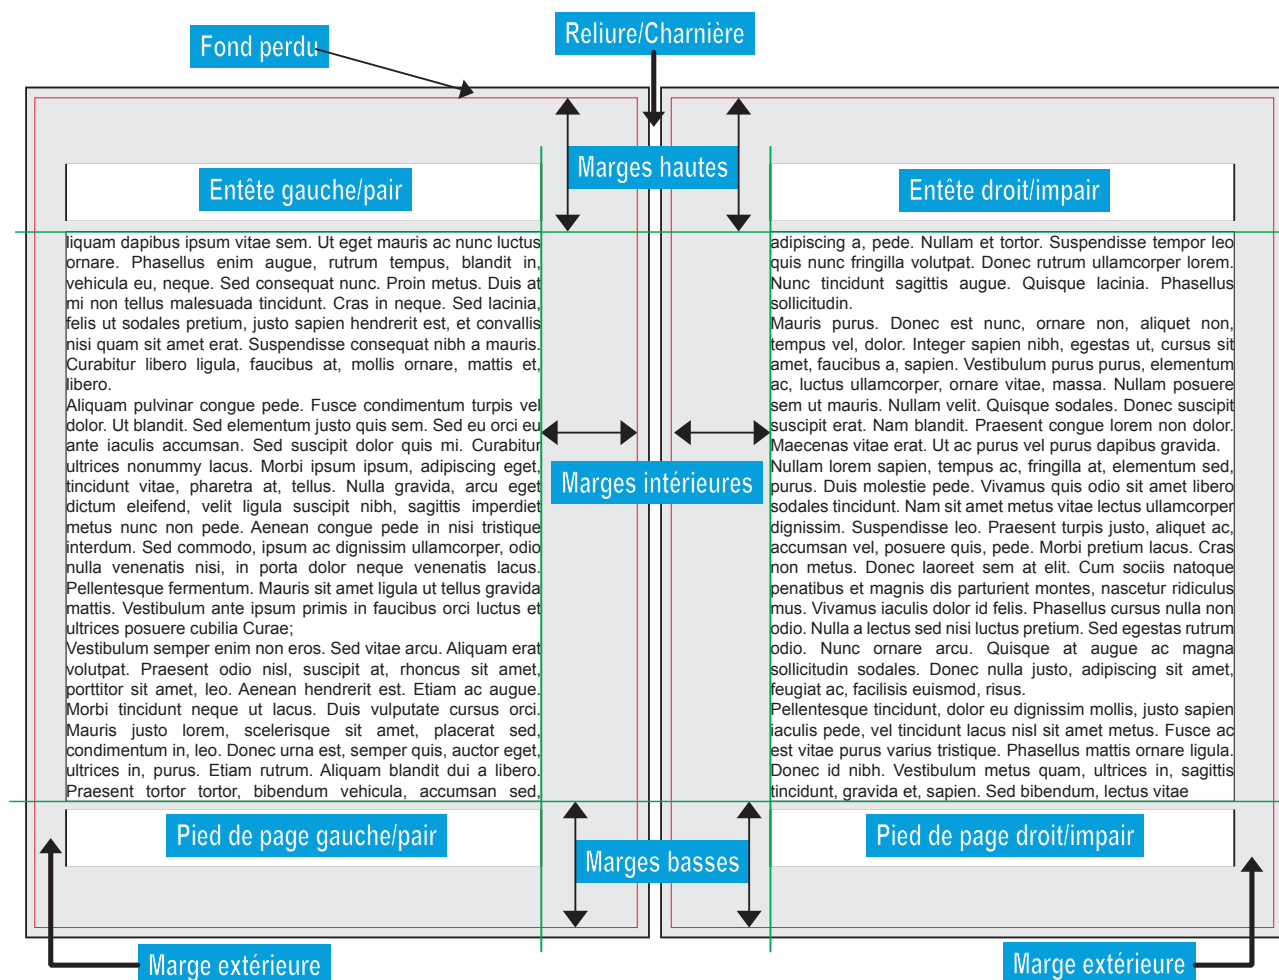 Fond perdu
Reliure/Charnière
Marges hautes
Entête gauche/pair
Entête droit/impair
liquam dapibus ipsum vitae sem. Ut eget mauris ac nunc luctus
ornare. Phasellus enim augue, rutrum tempus, blandit in,
vehicula eu, neque. Sed consequat nunc. Proin metus. Duis at
mi non tellus malesuada tincidunt. Cras in neque. Sed lacinia,
felis ut sodales pretium, justo sapien hendrerit est, et convallis
nisi quam sit amet erat. Suspendisse consequat nibh a mauris.
Curabitur libero ligula, faucibus at, mollis ornare, mattis et,
libero.
Aliquam pulvinar congue pede. Fusce condimentum turpis vel
dolor. Ut blandit. Sed elementum justo quis sem. Sed eu orci eu
ante iaculis accumsan. Sed suscipit dolor quis mi. Curabitur
ultrices nonummy lacus. Morbi ipsum ipsum, adipiscing eget,
tincidunt vitae, pharetra at, tellus. Nulla gravida, arcu eget
dictum eleifend, velit ligula suscipit nibh, sagittis imperdiet
metus nunc non pede. Aenean congue pede in nisi tristique
interdum. Sed commodo, ipsum ac dignissim ullamcorper, odio
nulla venenatis nisi, in porta dolor neque venenatis lacus.
Pellentesque fermentum. Mauris sit amet ligula ut tellus gravida
mattis. Vestibulum ante ipsum primis in faucibus orci luctus et
ultrices posuere cubilia Curae;
Vestibulum semper enim non eros. Sed vitae arcu. Aliquam erat
volutpat. Praesent odio nisl, suscipit at, rhoncus sit amet,
porttitor sit amet, leo. Aenean hendrerit est. Etiam ac augue.
Morbi tincidunt neque ut lacus. Duis vulputate cursus orci.
Mauris justo lorem, scelerisque sit amet, placerat sed,
condimentum in, leo. Donec urna est, semper quis, auctor eget,
ultrices in, purus. Etiam rutrum. Aliquam blandit dui a libero.
Praesent tortor tortor, bibendum vehicula, accumsan sed,
Marges intérieures
adipiscing a, pede. Nullam et tortor. Suspendisse tempor leo
quis nunc fringilla volutpat. Donec rutrum ullamcorper lorem.
Nunc tincidunt sagittis augue. Quisque lacinia. Phasellus
sollicitudin.
Mauris purus. Donec est nunc, ornare non, aliquet non,
tempus vel, dolor. Integer sapien nibh, egestas ut, cursus sit
amet, faucibus a, sapien. Vestibulum purus purus, elementum
ac, luctus ullamcorper, ornare vitae, massa. Nullam posuere
sem ut mauris. Nullam velit. Quisque sodales. Donec suscipit
suscipit erat. Nam blandit. Praesent congue lorem non dolor.
Maecenas vitae erat. Ut ac purus vel purus dapibus gravida.
Nullam lorem sapien, tempus ac, fringilla at, elementum sed,
purus. Duis molestie pede. Vivamus quis odio sit amet libero
sodales tincidunt. Nam sit amet metus vitae lectus ullamcorper
dignissim. Suspendisse leo. Praesent turpis justo, aliquet ac,
accumsan vel, posuere quis, pede. Morbi pretium lacus. Cras
non metus. Donec laoreet sem at elit. Cum sociis natoque
penatibus et magnis dis parturient montes, nascetur ridiculus
mus. Vivamus iaculis dolor id felis. Phasellus cursus nulla non
odio. Nulla a lectus sed nisi luctus pretium. Sed egestas rutrum
odio. Nunc ornare arcu. Quisque at augue ac magna
sollicitudin sodales. Donec nulla justo, adipiscing sit amet,
feugiat ac, facilisis euismod, risus.
Pellentesque tincidunt, dolor eu dignissim mollis, justo sapien
iaculis pede, vel tincidunt lacus nisl sit amet metus. Fusce ac
est vitae purus varius tristique. Phasellus mattis ornare ligula.
Donec id nibh. Vestibulum metus quam, ultrices in, sagittis
tincidunt, gravida et, sapien. Sed bibendum, lectus vitae
Pied de page gauche/pair
Marges basses
Pied de page droit/impair
Marge extérieure
Marge extérieure